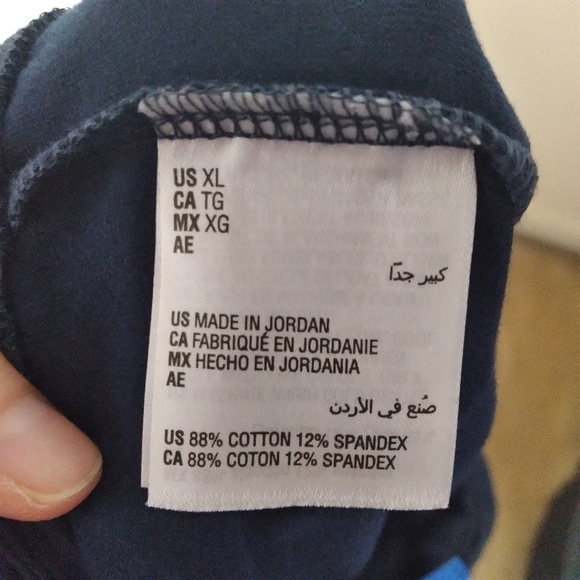 US XL
CA TG
MX XG
AE
كبير جدًا
US MADE IN JORDAN
CA FABRIQUÉ EN JORDANIE
MX HECHO EN JORDANIA
AE
صُنع في الأردن
US 88% COTTON 12% SPANDEX
CA 88% COTON 12% SPANDEX